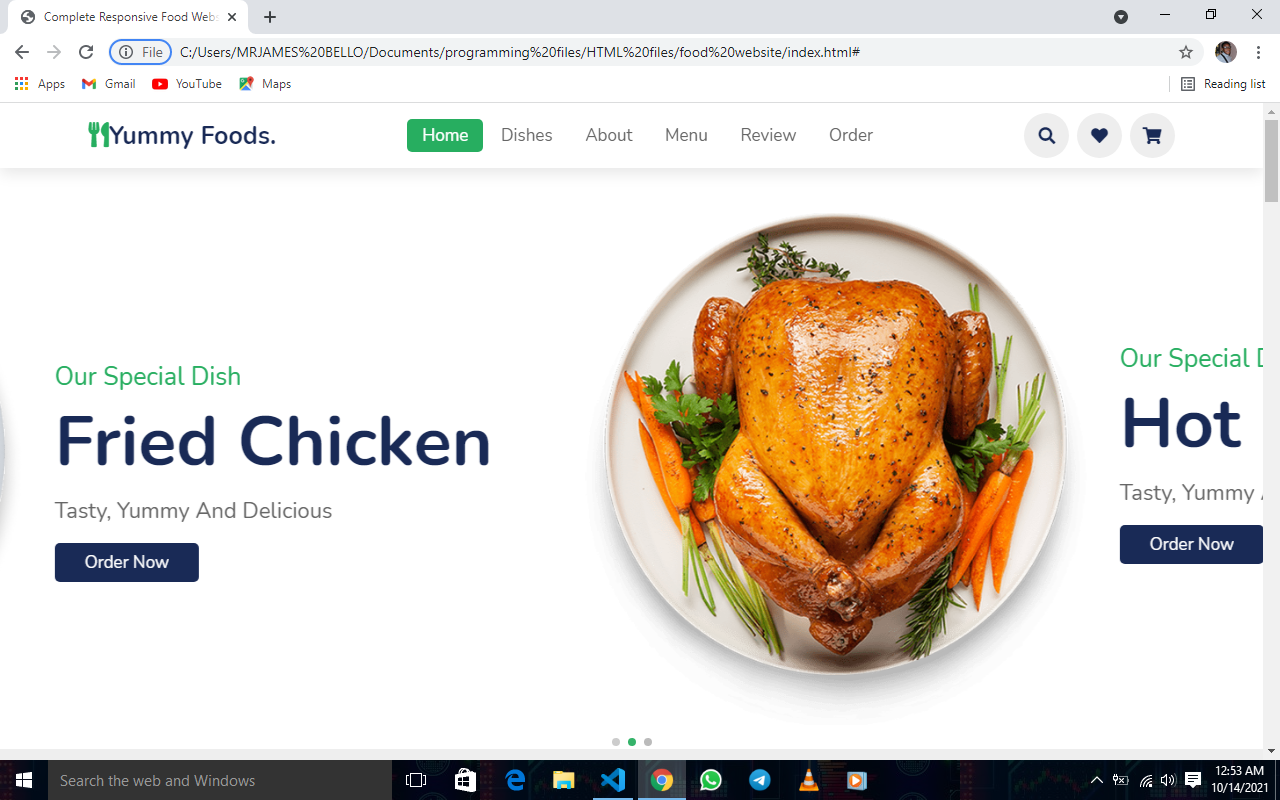 Complete Responsive Food Webs
File C:/Users/MRJAMES%20BELLO/Documents/programming%20files/HTML%20files/food%20website/index.html#
Apps Gmail YouTube Maps Reading list
Yummy Foods. Home Dishes About Menu Review Order
Our Special Dish
Fried Chicken
Tasty, Yummy And Delicious
Order Now
Our Special D
Hot
Tasty, Yummy
Order Now
Search the web and Windows
12:53 AM
10/14/2021